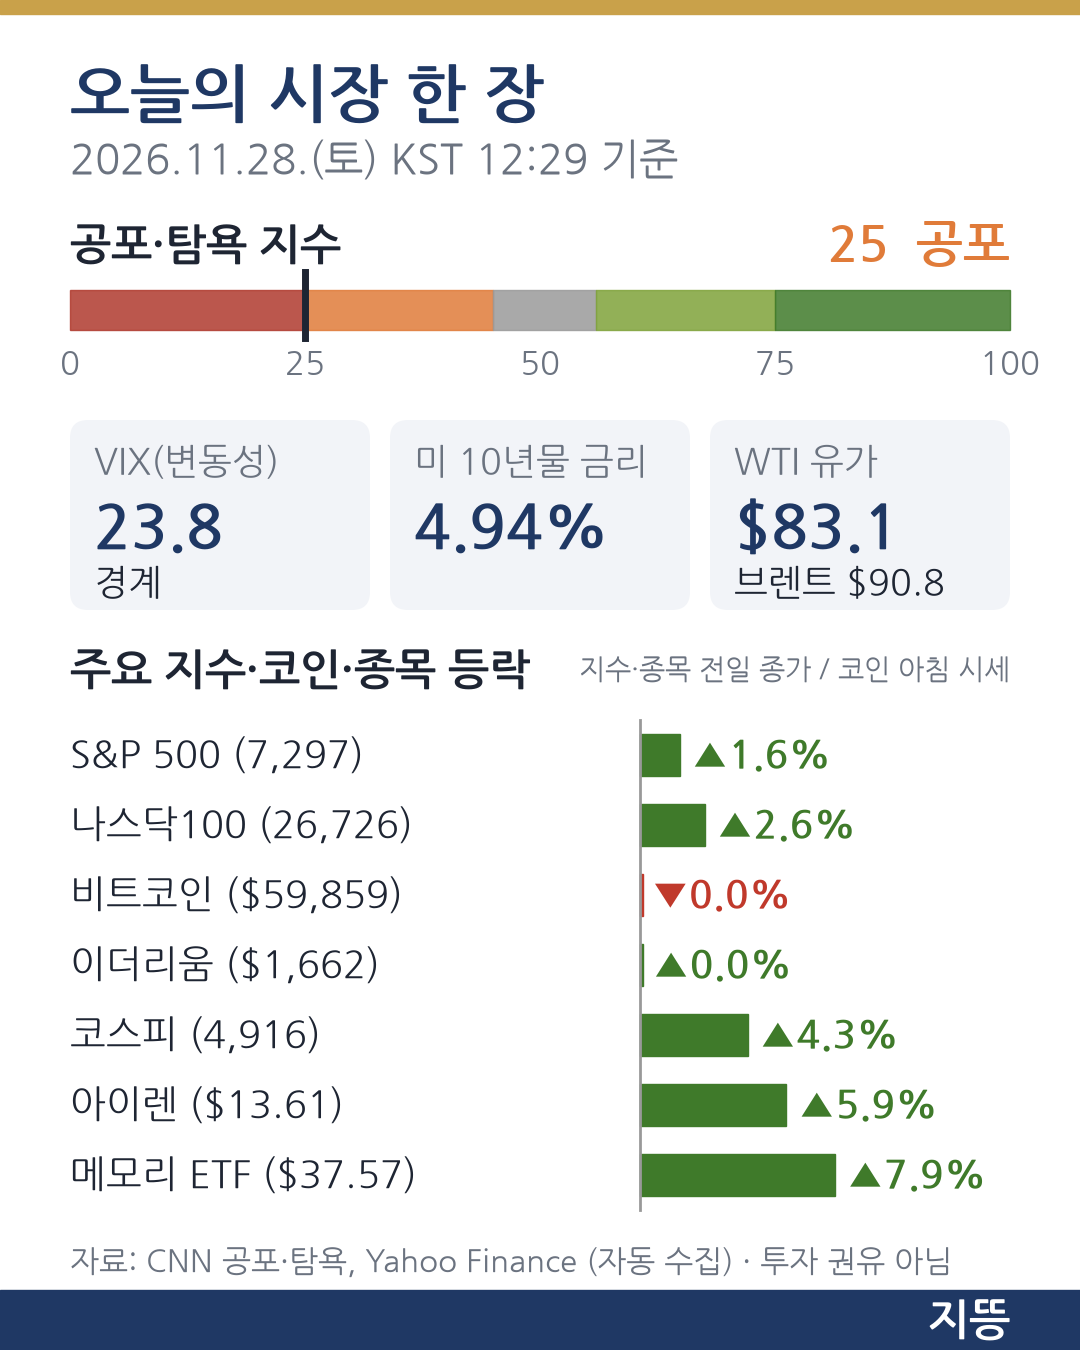 오늘의 시장 한 장
2026.11.28.(토) KST 12:29 기준
공포·탐욕 지수 25 공포
0 25 50 75 100
VIX(변동성)
23.8
경계
미 10년물 금리
4.94%
WTI 유가
$83.1
브렌트 $90.8
주요 지수·코인·종목 등락 지수·종목 전일 종가 / 코인 아침 시세
S&P 500 (7,297) ▲1.6%
나스닥100 (26,726) ▲2.6%
비트코인 ($59,859) ▼0.0%
이더리움 ($1,662) ▲0.0%
코스피 (4,916) ▲4.3%
아이렌 ($13.61) ▲5.9%
메모리 ETF ($37.57) ▲7.9%
자료: CNN 공포·탐욕, Yahoo Finance (자동 수집) · 투자 권유 아님
지뚱